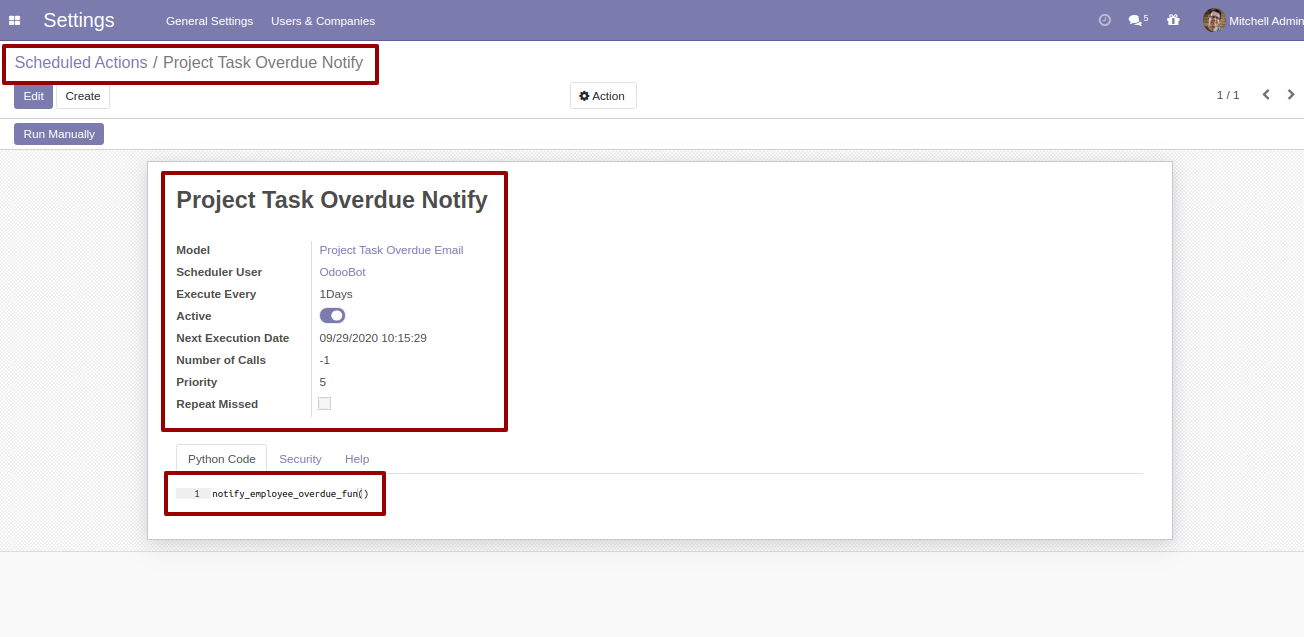 Settings General Settings Users & Companies 5 Mitchell Admin
Scheduled Actions / Project Task Overdue Notify
Edit Create Action 1 / 1
Run Manually
Project Task Overdue Notify
Model Project Task Overdue Email
Scheduler User OdooBot
Execute Every 1Days
Active
Next Execution Date 09/29/2020 10:15:29
Number of Calls -1
Priority 5
Repeat Missed
Python Code Security Help
1 notify_employee_overdue_fun()